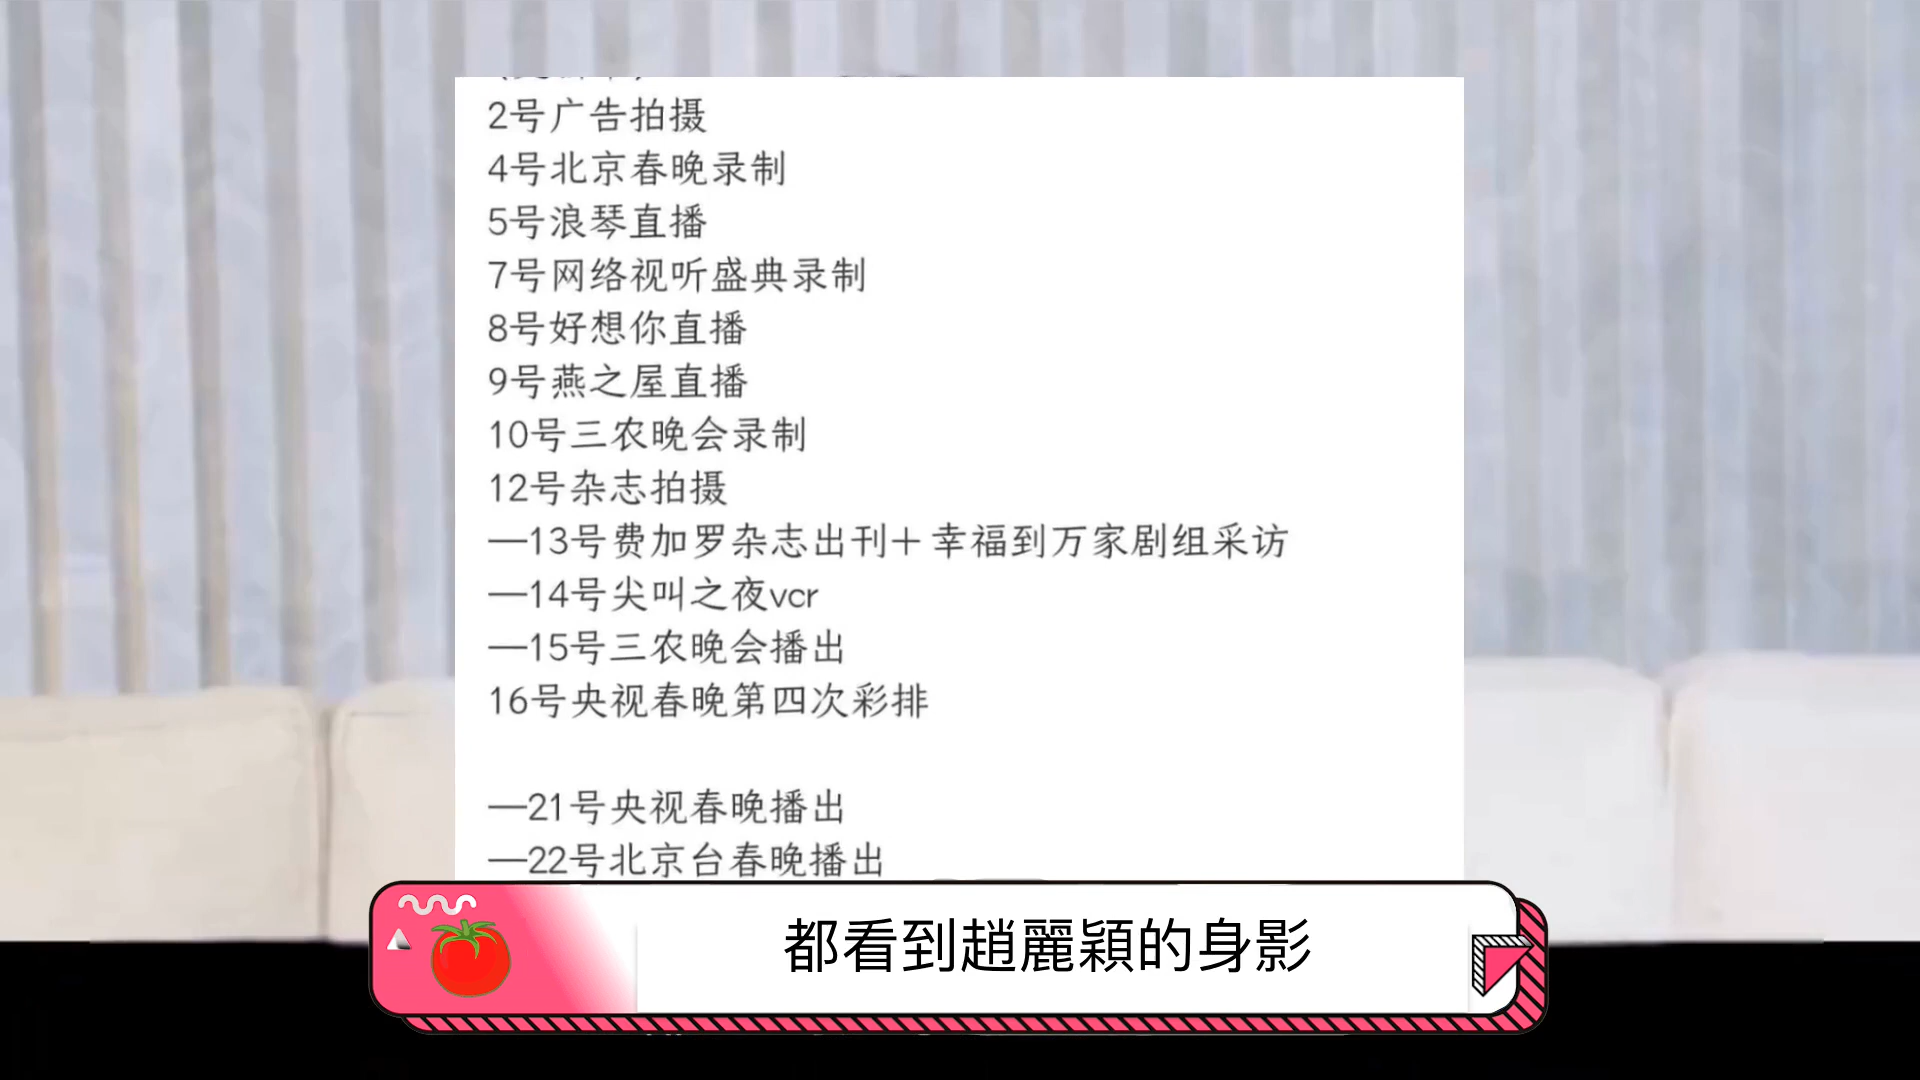 2号广告拍摄
4号北京春晚录制
5号浪琴直播
7号网络视听盛典录制
8号好想你直播
9号燕之屋直播
10号三农晚会录制
12号杂志拍摄
—13号费加罗杂志出刊+幸福到万家剧组采访
—14号尖叫之夜vcr
—15号三农晚会播出
16号央视春晚第四次彩排
—21号央视春晚播出
—22号北京台春晚播出
都看到趙麗穎的身影